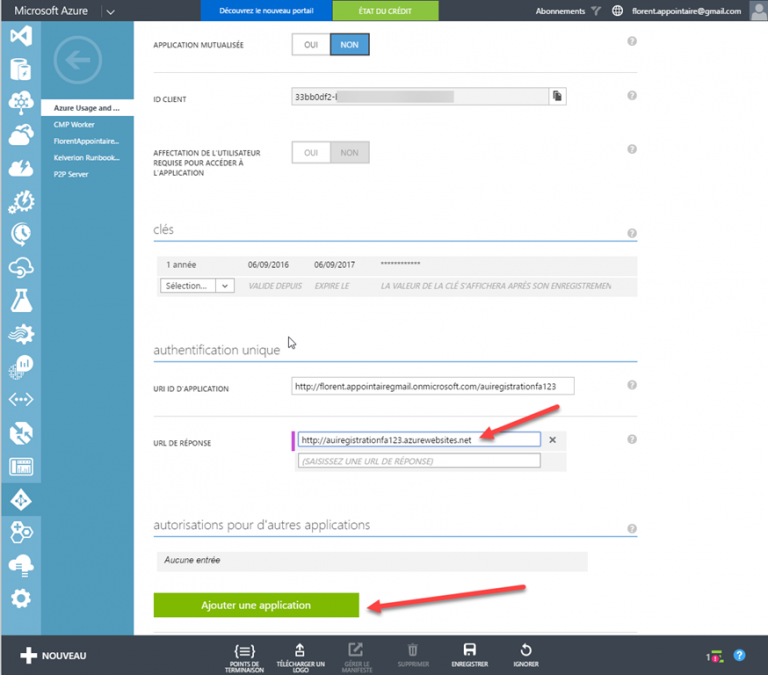 Microsoft Azure
Découvrez le nouveau portail
ÉTAT DU CRÉDIT
Abonnements
florent.appointaire@gmail.com
Azure Usage and ...
CMP Worker
FlorentAppointaire...
Kelverion Runbook...
P2P Server
APPLICATION MUTUALISÉE
OUI NON
ID CLIENT
33bb0df2-
AFFECTATION DE L'UTILISATEUR
REQUISE POUR ACCÉDER À
L'APPLICATION
OUI NON
clés
1 année 06/09/2016 06/09/2017 ************
Sélection... VALIDE DEPUIS EXPIRE LE LA VALEUR DE LA CLÉ S'AFFICHERA APRÈS SON ENREGISTREMEN
authentification unique
URI ID D'APPLICATION
http://florent.appointairegmail.onmicrosoft.com/auiregistrationfa123
URL DE RÉPONSE
http://auiregistrationfa123.azurewebsites.net
(SAISISSEZ UNE URL DE RÉPONSE)
autorisations pour d'autres applications
Aucune entrée
Ajouter une application
NOUVEAU
POINTS DE
TERMINAISON
TÉLÉCHARGER UN
LOGO
GÉRER LE
MANIFESTE
SUPPRIMER
ENREGISTRER
IGNORER
1